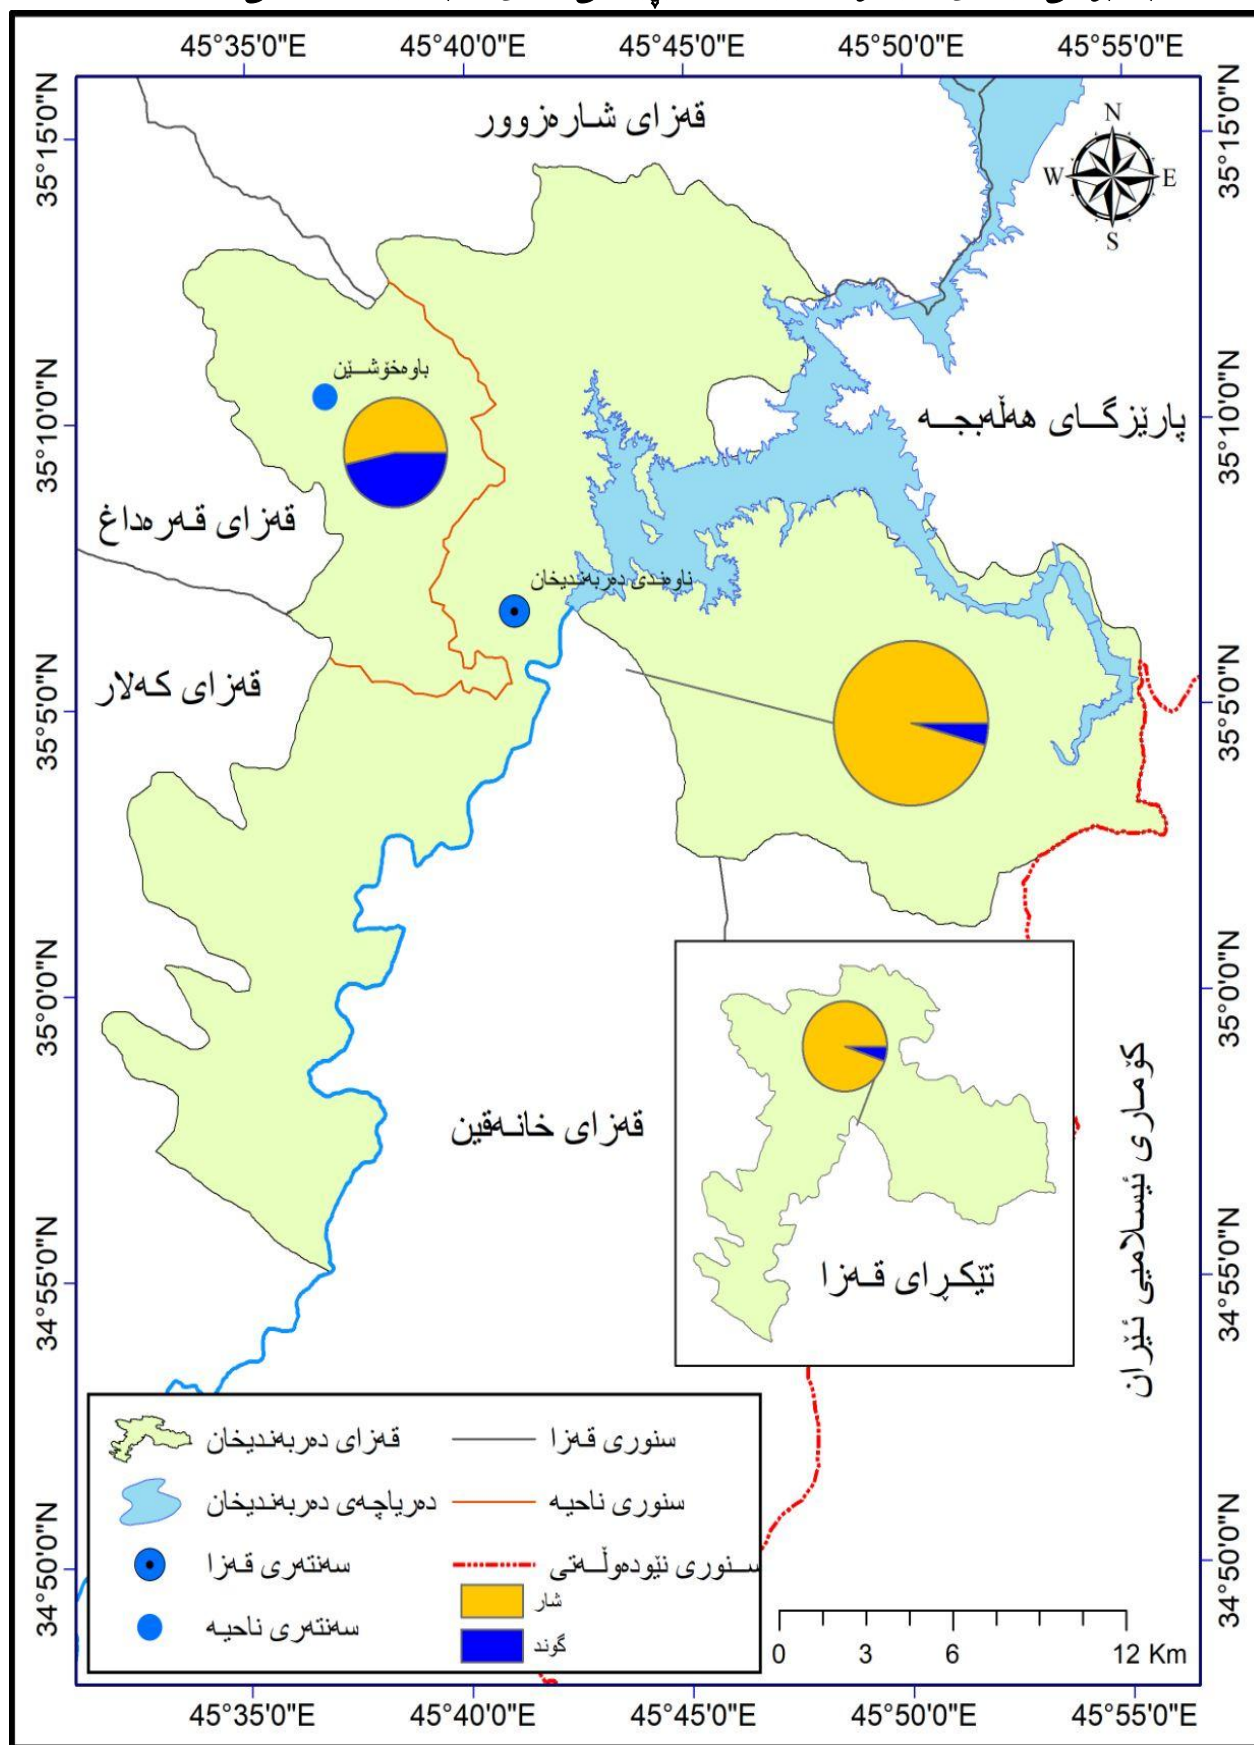 45°35'0"E 45°40'0"E 45°45'0"E 45°50'0"E 45°55'0"E
35°15'0"N
35°15'0"N
قەزای شارەزوور
N
W
E
S
باوەخۆشێن
35°10'0"N
35°10'0"N
پارێزگای هەڵەبجە
قەزای قەرەداغ
ناوەندی دەربەندیخان
قەزای کەلار
35°5'0"N
35°5'0"N
35°0'0"N
35°0'0"N
قەزای خانەقین
کۆماری ئیسلامیی ئێران
تێکڕای قەزا
34°55'0"N
34°55'0"N
قەزای دەربەندیخان
سنوری قەزا
دەریاچەی دەربەندیخان
سنوری ناحیە
سەنتەری قەزا
سنوری نێودەوڵەتی
شار
سەنتەری ناحیە
گوند
34°50'0"N
34°50'0"N
0 3 6 12 Km
45°35'0"E 45°40'0"E 45°45'0"E 45°50'0"E 45°55'0"E